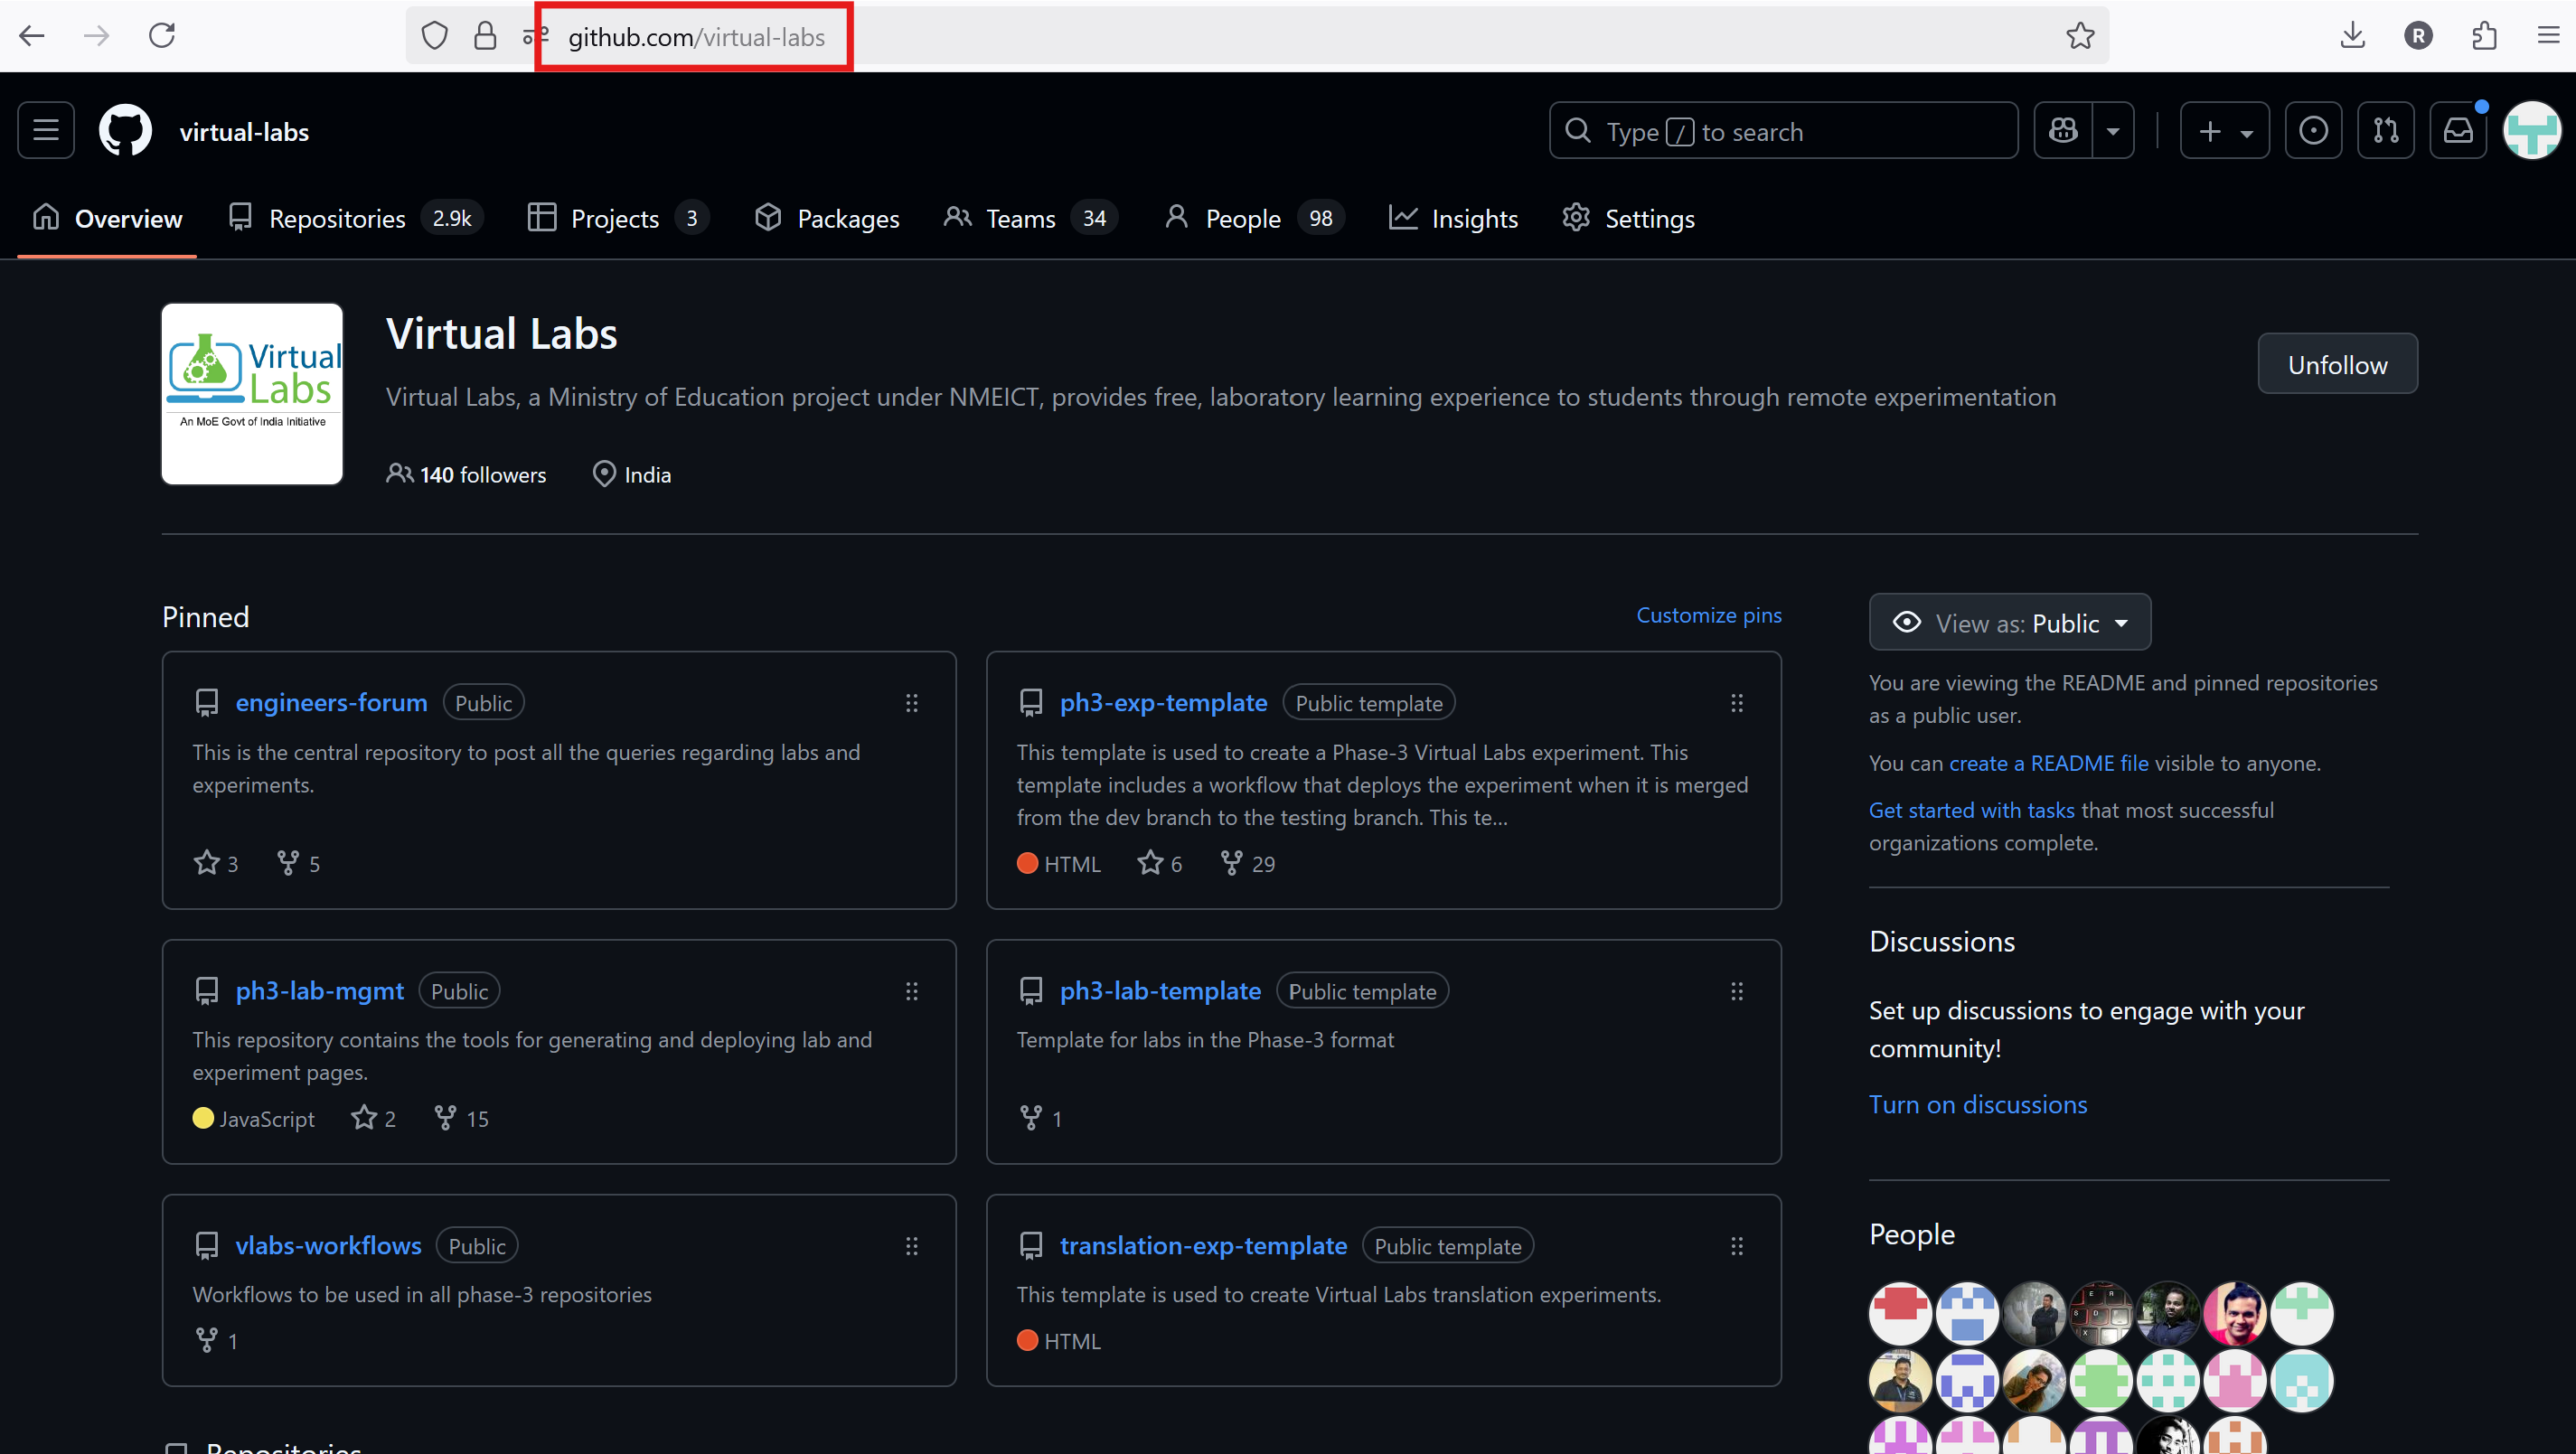 github.com/virtual-labs
R
virtual-labs
Type / to search
Overview
Repositories 2.9k
Projects 3
Packages
Teams 34
People 98
Insights
Settings
Virtual
Labs
An MoE Govt of India Initiative
Virtual Labs
Virtual Labs, a Ministry of Education project under NMEICT, provides free, laboratory learning experience to students through remote experimentation
140 followers
India
Unfollow
Pinned
Customize pins
engineers-forum Public
This is the central repository to post all the queries regarding labs and
experiments.
3 5
ph3-exp-template Public template
This template is used to create a Phase-3 Virtual Labs experiment. This
template includes a workflow that deploys the experiment when it is merged
from the dev branch to the testing branch. This te...
HTML 6 29
ph3-lab-mgmt Public
This repository contains the tools for generating and deploying lab and
experiment pages.
JavaScript 2 15
ph3-lab-template Public template
Template for labs in the Phase-3 format
1
vlabs-workflows Public
Workflows to be used in all phase-3 repositories
1
translation-exp-template Public template
This template is used to create Virtual Labs translation experiments.
HTML
Repositories
View as: Public
You are viewing the README and pinned repositories
as a public user.
You can create a README file visible to anyone.
Get started with tasks that most successful
organizations complete.
Discussions
Set up discussions to engage with your
community!
Turn on discussions
People